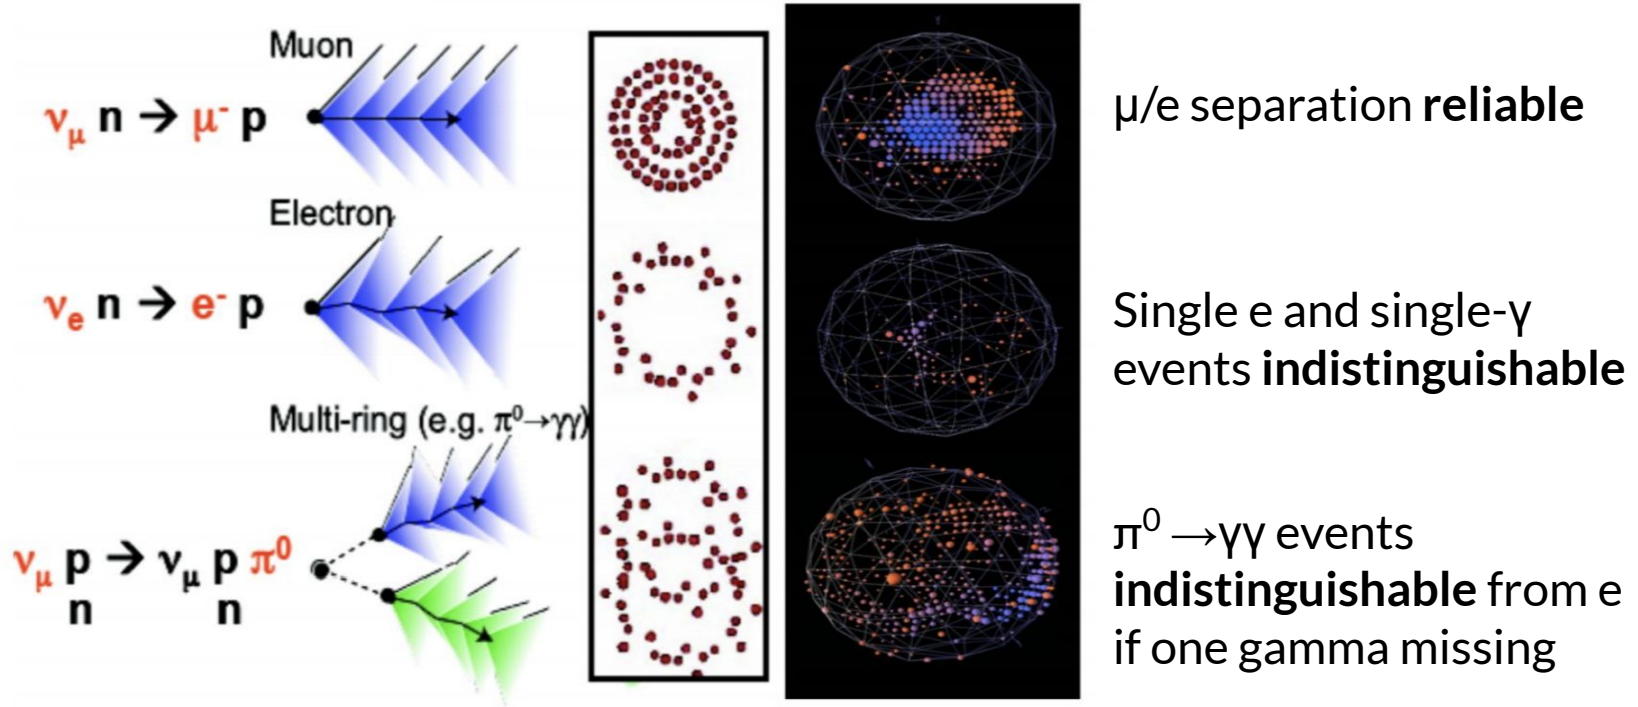 Muon
νμ n → μ- p
μ/e separation reliable
Electron
νe n → e- p
Single e and single-γ
events indistinguishable
Multi-ring (e.g. π⁰→γγ)
νμ p → νμ p π⁰
n n
π⁰ →γγ events
indistinguishable from e
if one gamma missing